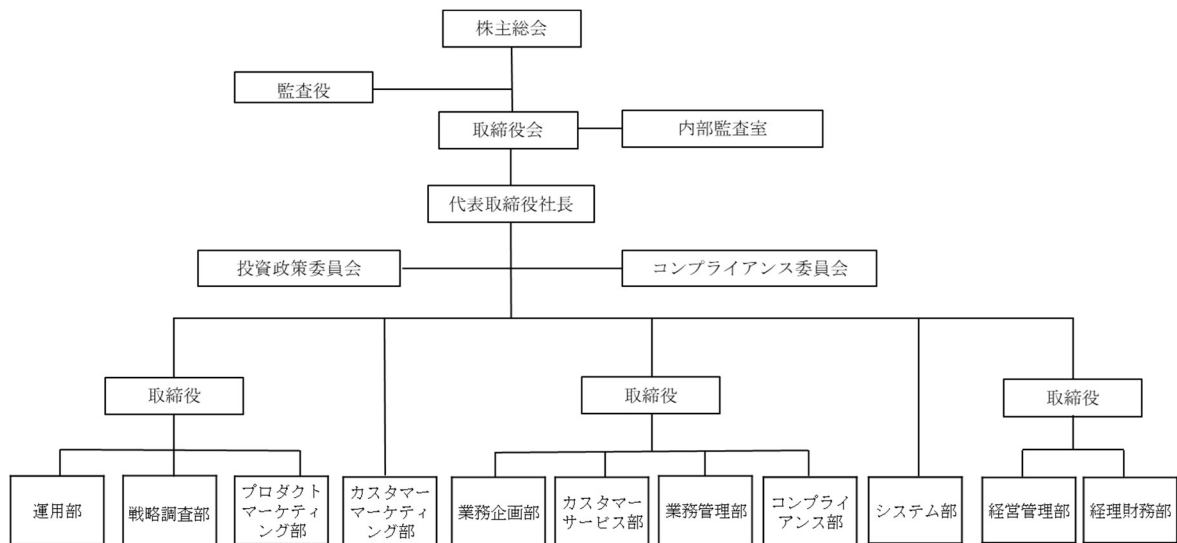 株主総会
監査役
取締役会
内部監査室
代表取締役社長
投資政策委員会
コンプライアンス委員会
取締役
取締役
取締役
運用部
戦略調査部
プロダクト
マーケティ
ング部
カスタマー
マーケティ
ング部
業務企画部
カスタマー
サービス部
業務管理部
コンプライ
アンス部
システム部
経営管理部
経理財務部